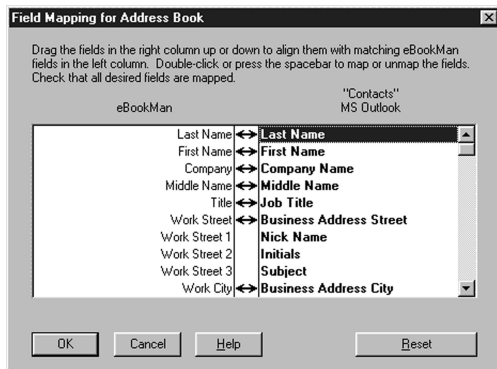 Field Mapping for Address Book
Drag the fields in the right column up or down to align them with matching eBookMan
fields in the left column. Double-click or press the spacebar to map or unmap the fields.
Check that all desired fields are mapped.
"Contacts"
eBookMan MS Outlook
Last Name Last Name
First Name First Name
Company Company Name
Middle Name Middle Name
Title Job Title
Work Street Business Address Street
Work Street 1 Nick Name
Work Street 2 Initials
Work Street 3 Subject
Work City Business Address City
OK Cancel Help Reset